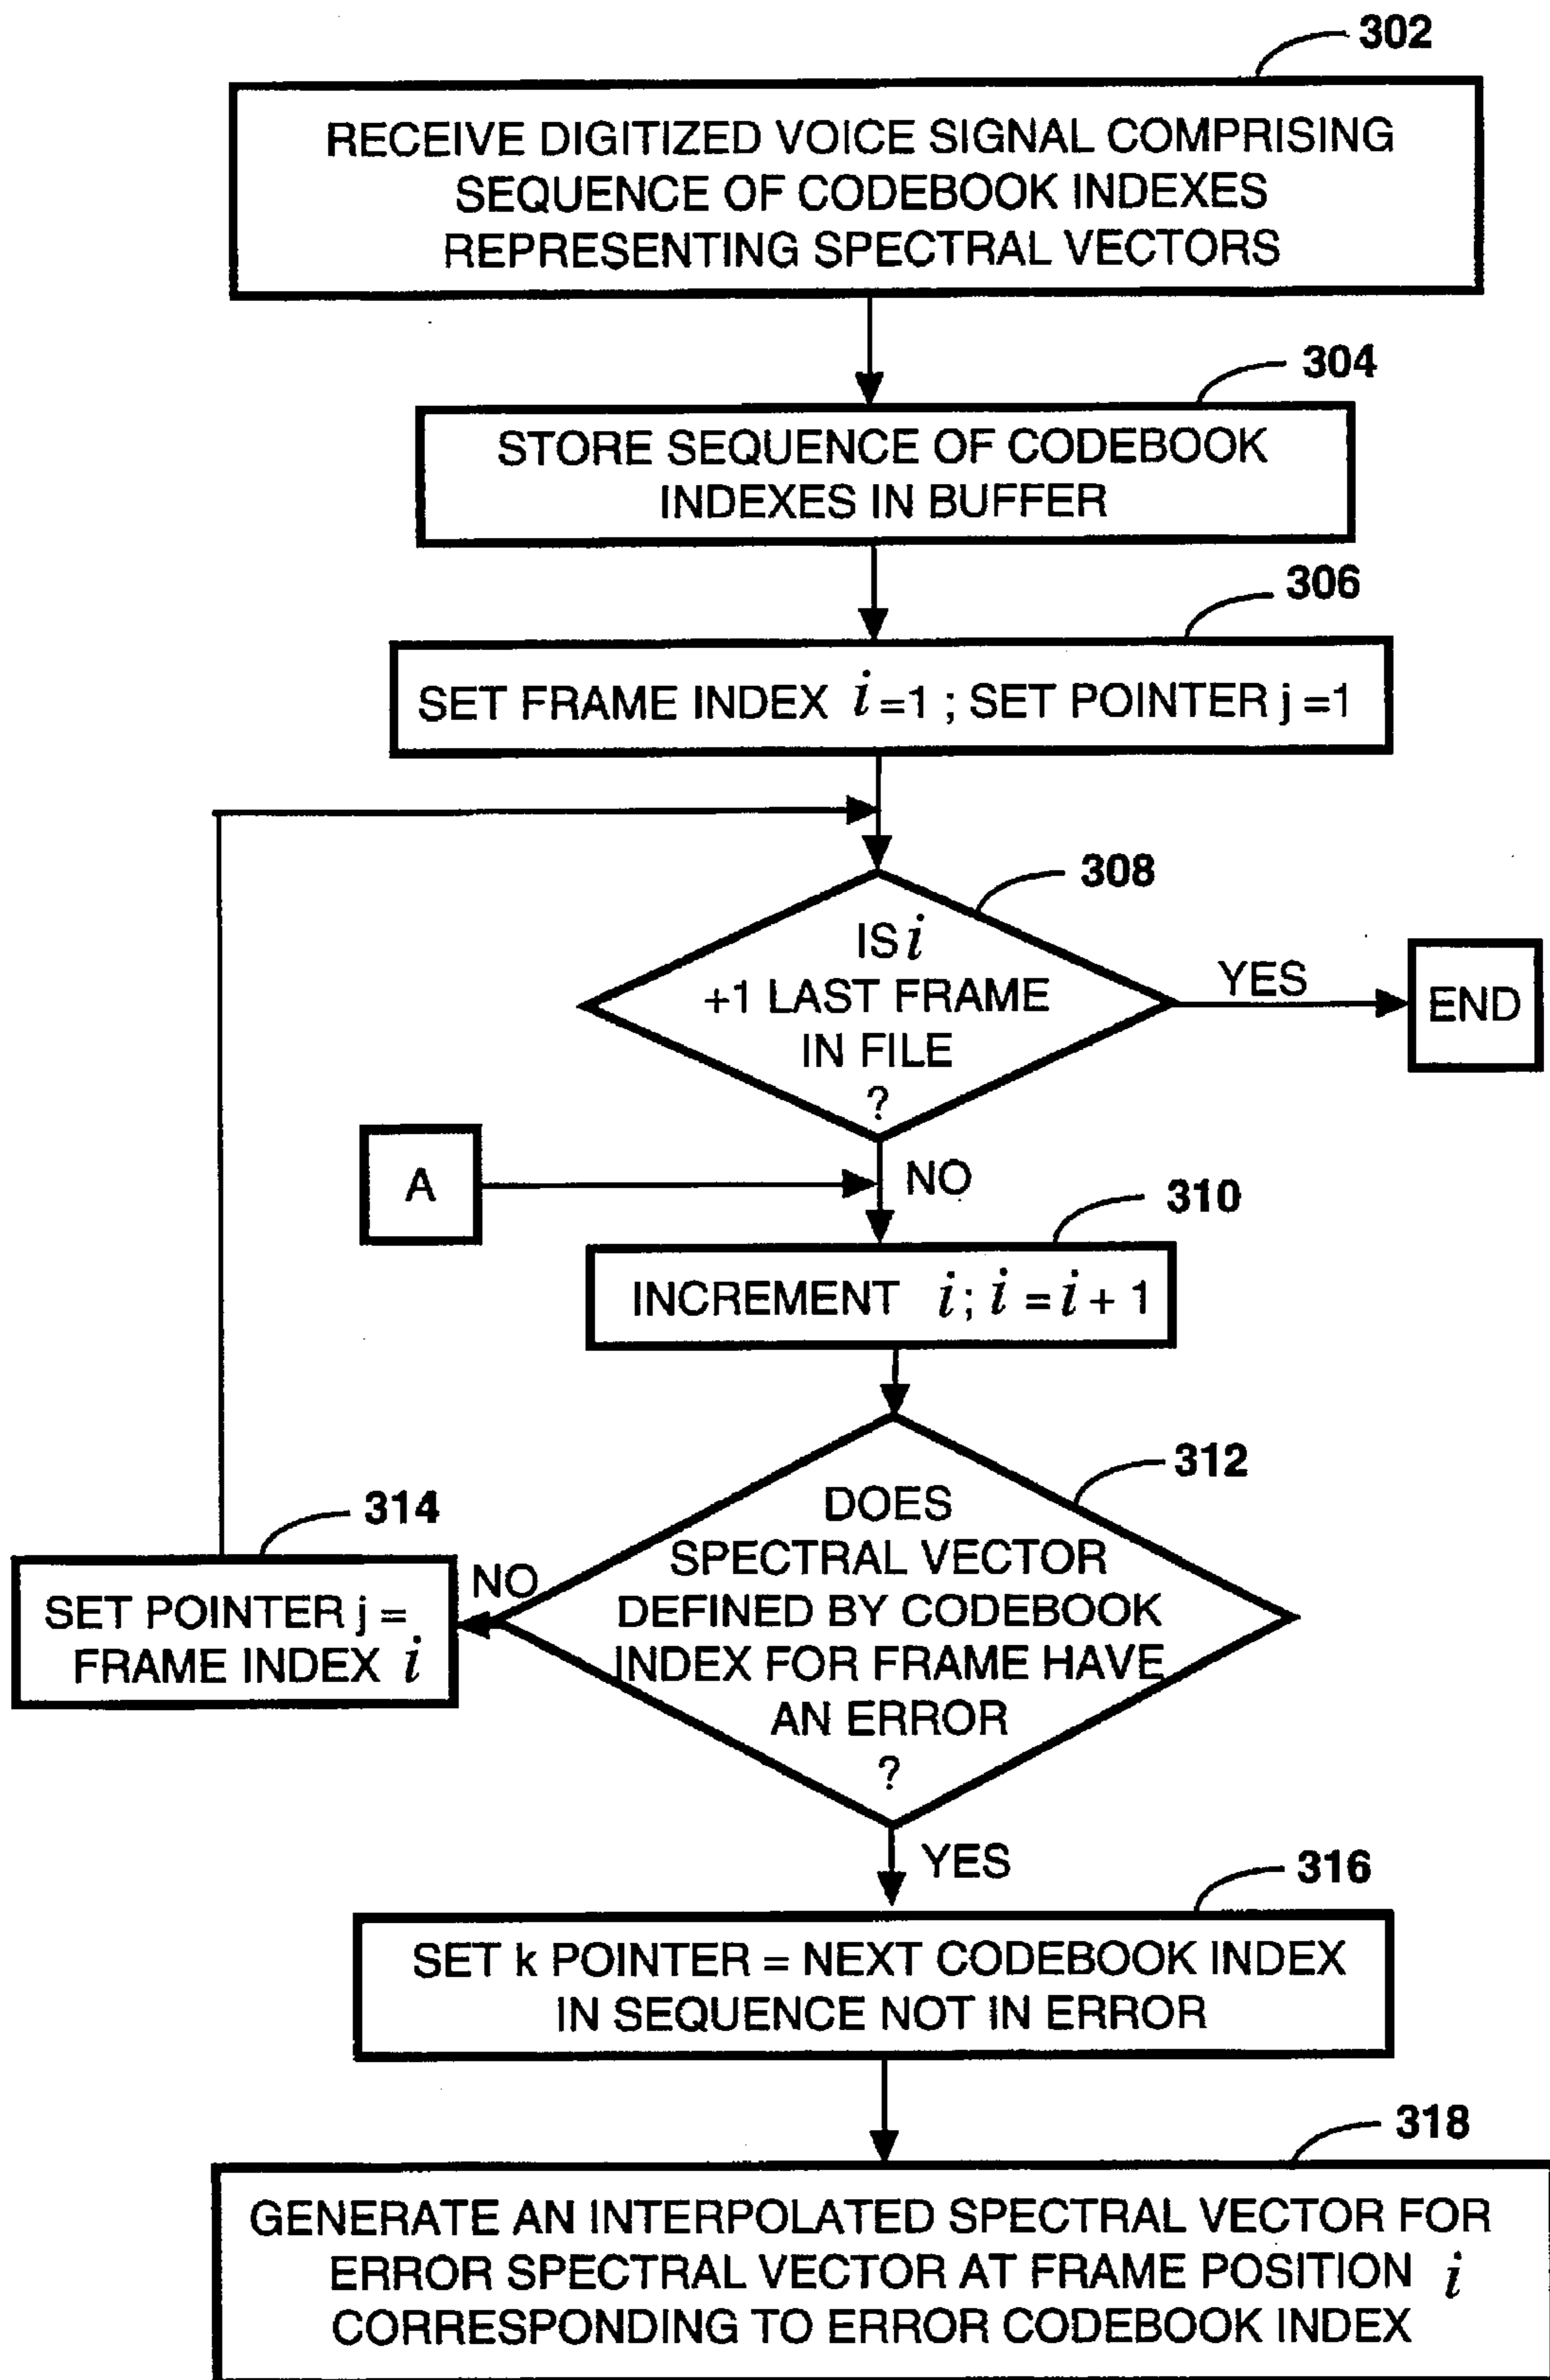 302
RECEIVE DIGITIZED VOICE SIGNAL COMPRISING
SEQUENCE OF CODEBOOK INDEXES
REPRESENTING SPECTRAL VECTORS
304
STORE SEQUENCE OF CODEBOOK
INDEXES IN BUFFER
306
SET FRAME INDEX i =1 ; SET POINTER j =1
308
IS i
+1 LAST FRAME
IN FILE
?
YES
END
A
NO
310
INCREMENT i; i = i + 1
312
DOES
SPECTRAL VECTOR
DEFINED BY CODEBOOK
INDEX FOR FRAME HAVE
AN ERROR
?
314
NO
SET POINTER j =
FRAME INDEX i
YES
316
SET k POINTER = NEXT CODEBOOK INDEX
IN SEQUENCE NOT IN ERROR
318
GENERATE AN INTERPOLATED SPECTRAL VECTOR FOR
ERROR SPECTRAL VECTOR AT FRAME POSITION i
CORRESPONDING TO ERROR CODEBOOK INDEX